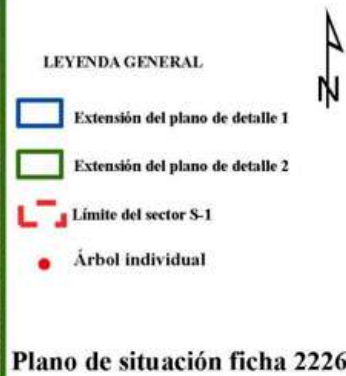 N
LEYENDA GENERAL
Extensión del plano de detalle 1
Extensión del plano de detalle 2
Límite del sector S-1
Árbol individual
Plano de situación ficha 2226